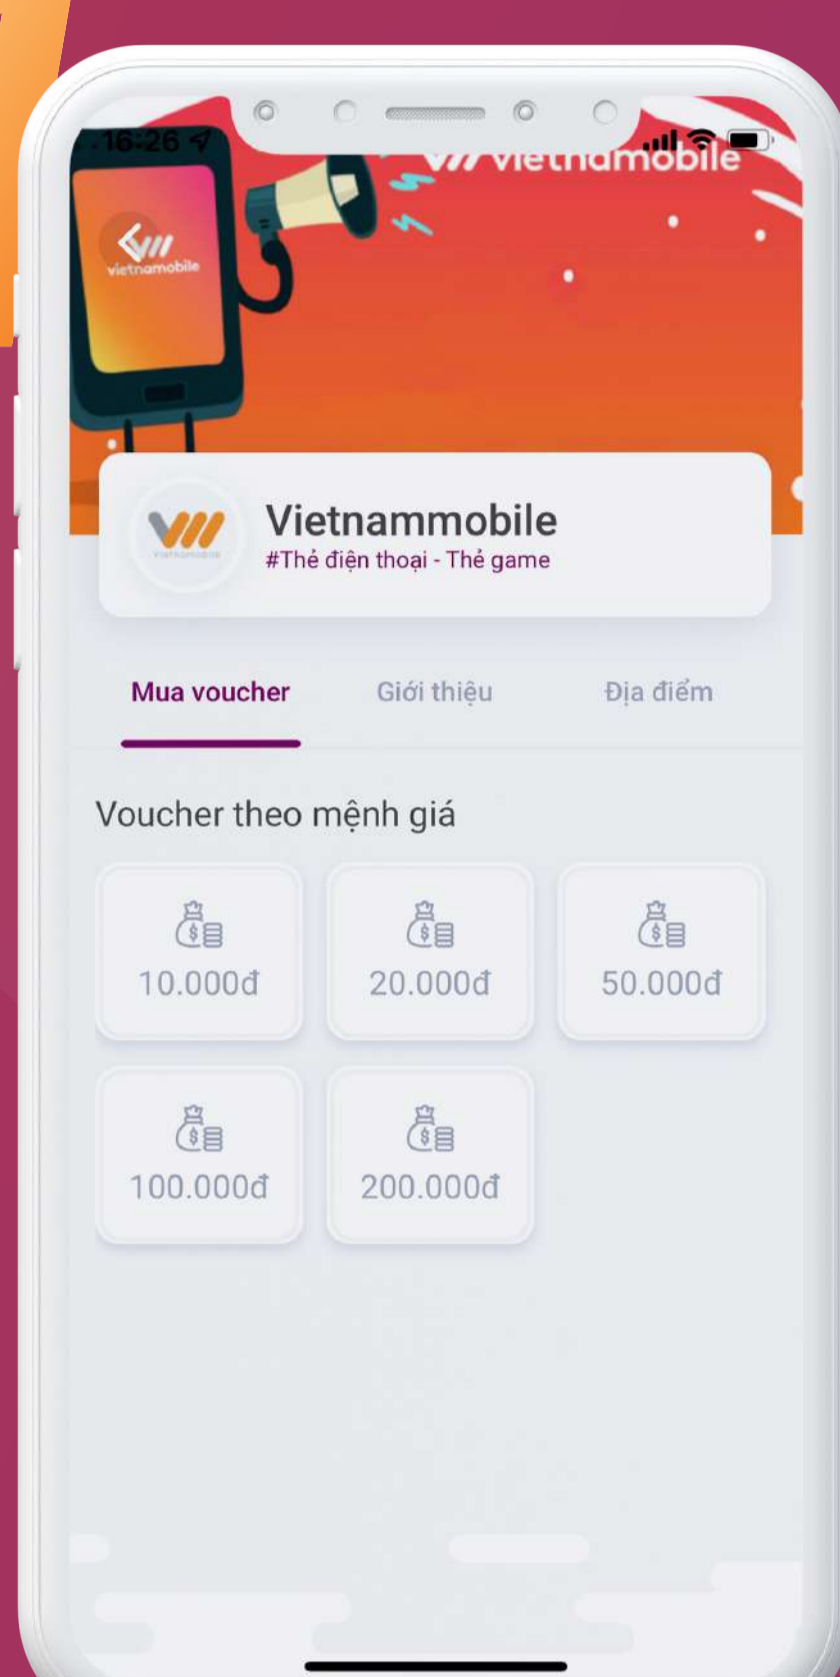 16:26
vietnamobile
vietnamobile
Vietnammobile
VIETNAMOBILE
#Thẻ điện thoại - Thẻ game
Mua voucher
Giới thiệu
Địa điểm
Voucher theo mệnh giá
10.000đ
20.000đ
50.000đ
100.000đ
200.000đ